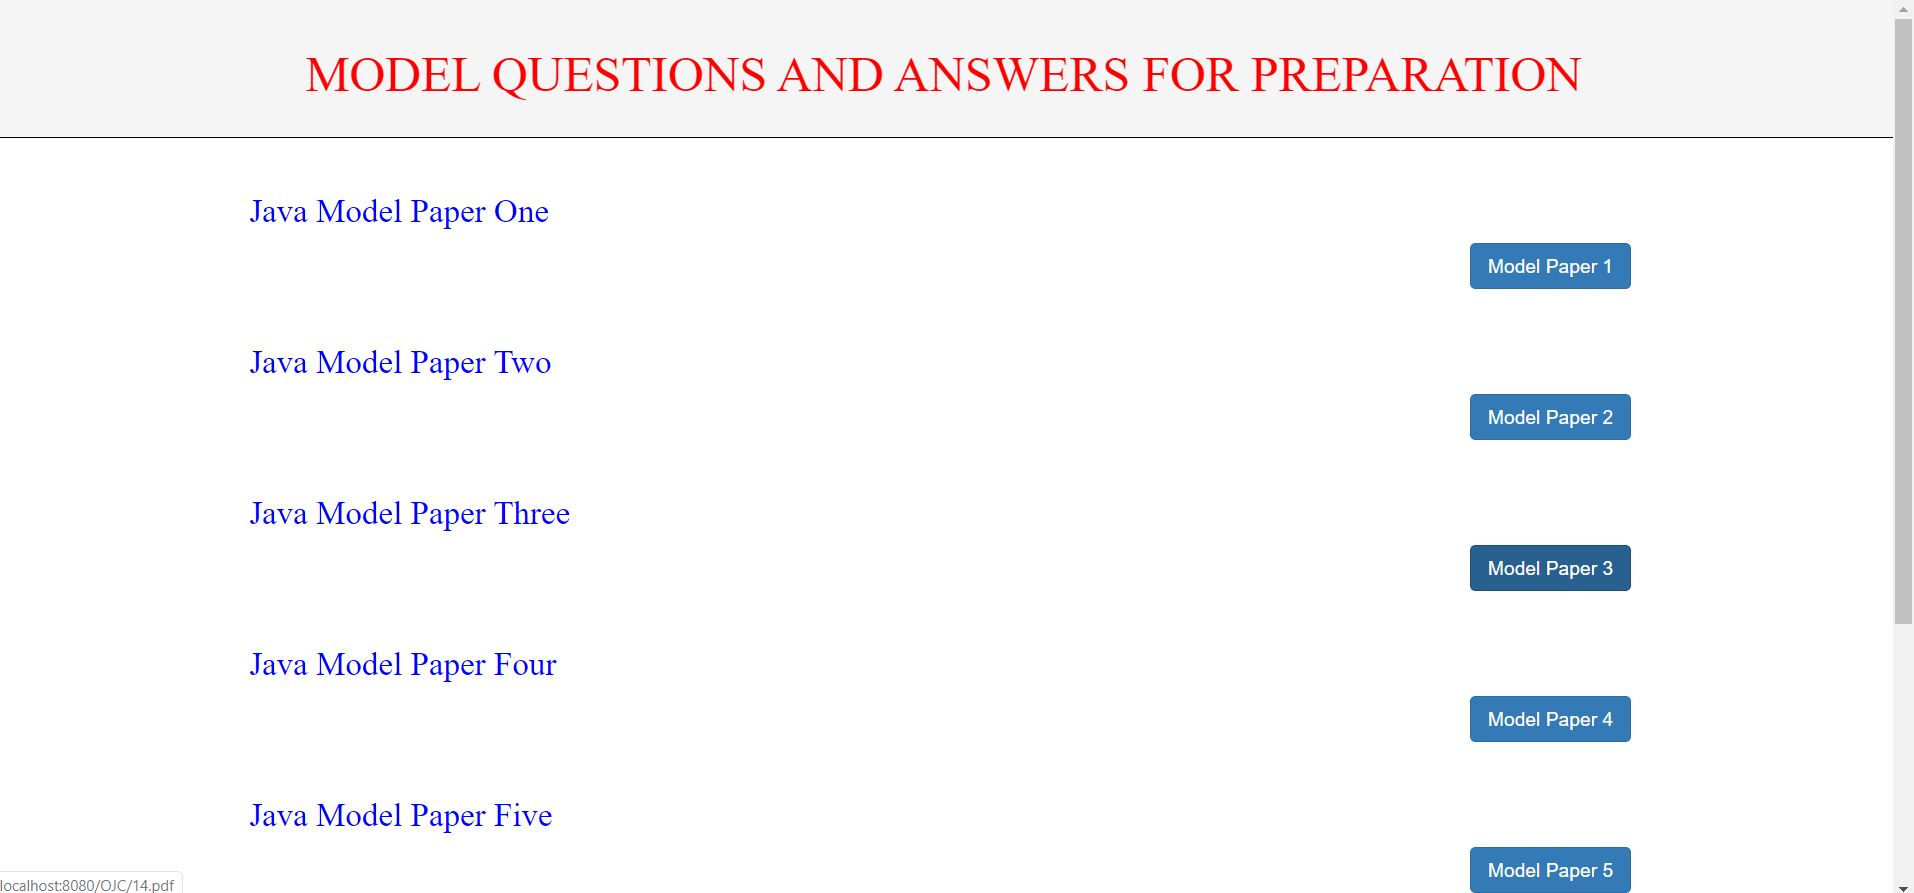 MODEL QUESTIONS AND ANSWERS FOR PREPARATION
Java Model Paper One
Model Paper 1
Java Model Paper Two
Model Paper 2
Java Model Paper Three
Model Paper 3
Java Model Paper Four
Model Paper 4
Java Model Paper Five
Model Paper 5
localhost:8080/OJC/14.pdf